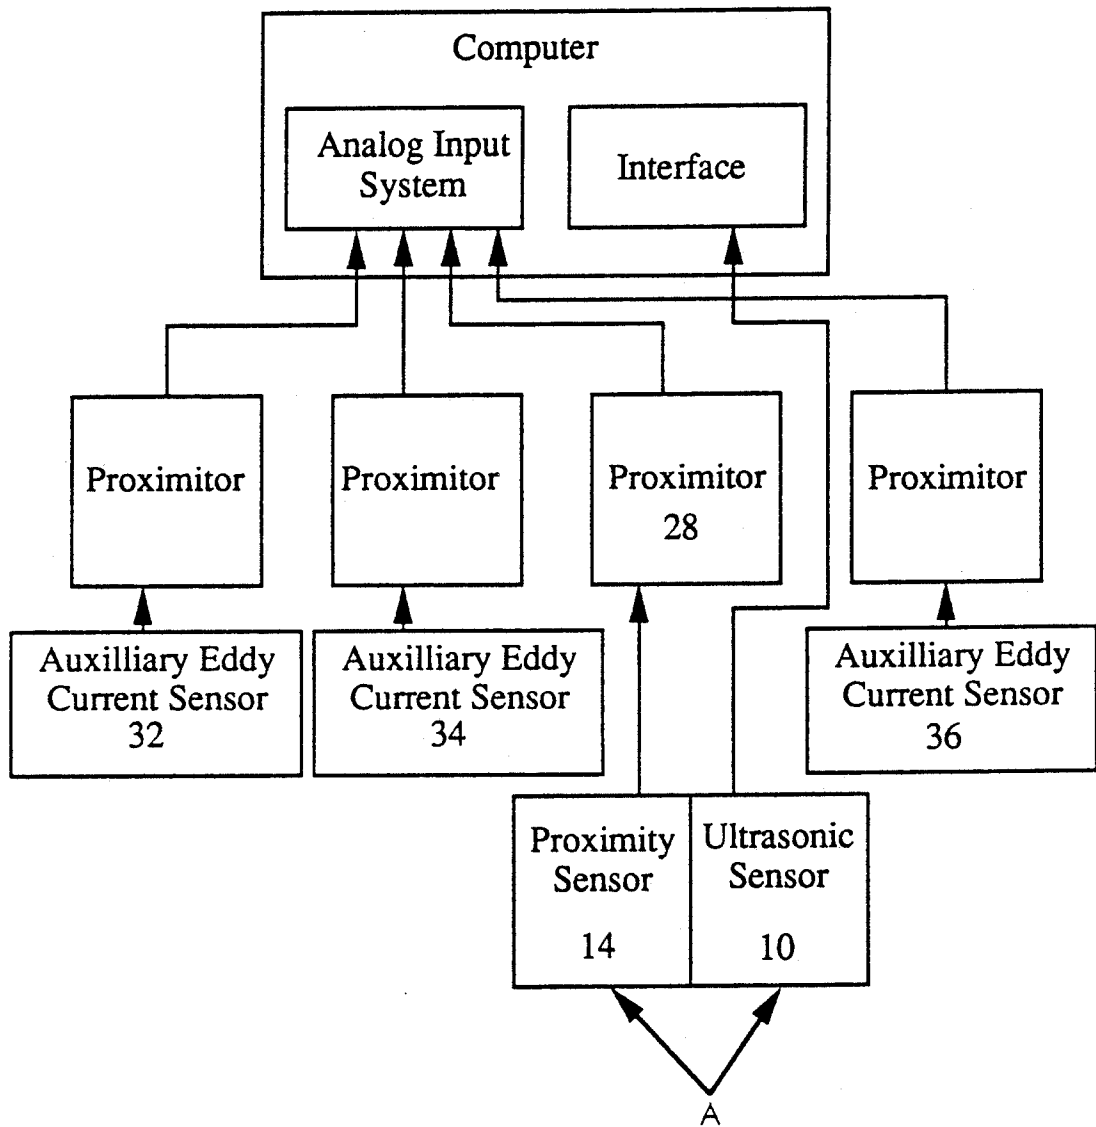 Computer
Analog Input
System
Interface
Proximitor
Proximitor
Proximitor
28
Proximitor
Auxilliary Eddy
Current Sensor
32
Auxilliary Eddy
Current Sensor
34
Auxilliary Eddy
Current Sensor
36
Proximity
Sensor
14
Ultrasonic
Sensor
10
A